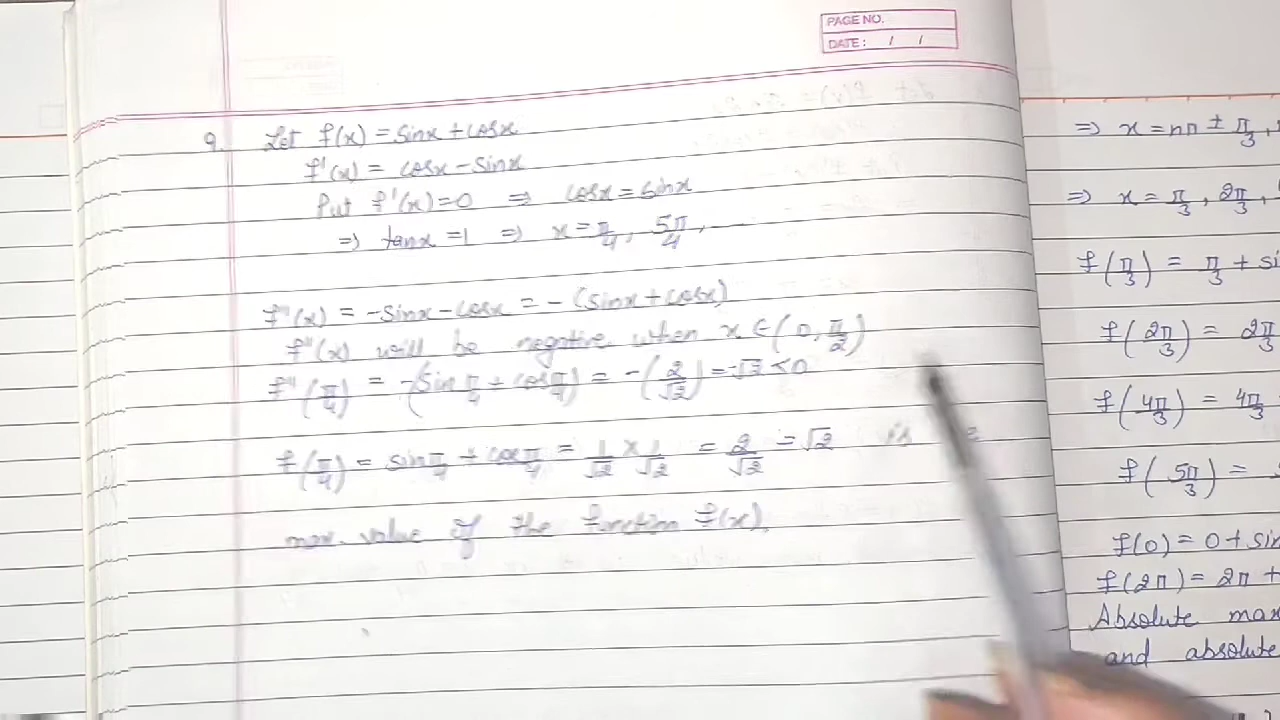 PAGE NO.
DATE: / /
9. Let f(x) = sinx + cosx
f'(x) = cosx - sinx
Put f'(x)=0 ⇒ cosx = sinx
⇒ tanx = 1 ⇒ x = π/4, 5π/4,
f''(x) = -sinx - cosx = - (sinx + cosx)
f''(x) will be negative when x ∈ (0, π/2)
f''(π/4) = -(sin π/4 + cos π/4) = -(2/√2) = -√2 < 0
f(π/4) = sin π/4 + cos π/4 = 1/√2 × 1/√2 = 2/√2 = √2 is
max. value of the function f(x).
⇒ x = nπ ± π/3,
⇒ x = π/3, 2π/3,
f(π/3) = π/3 + si
f(2π/3) = 2π/3
f(4π/3) = 4π/3
f(5π/3) =
f(0) = 0 + sin
f(2π) = 2π +
Absolute max
and absolute